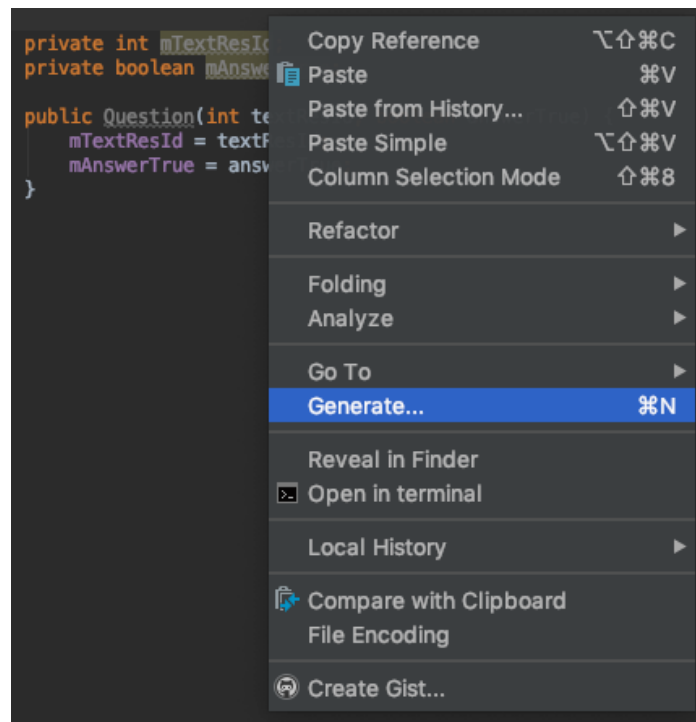 private int mTextResId
private boolean mAnswe
public Question(int te
mTextResId = textR
mAnswerTrue = answ
}
Copy Reference ⌥⇧⌘C
Paste ⌘V
Paste from History... ⇧⌘V
Paste Simple ⌥⇧⌘V
Column Selection Mode ⇧⌘8
Refactor
Folding
Analyze
Go To
Generate... ⌘N
Reveal in Finder
Open in terminal
Local History
Compare with Clipboard
File Encoding
Create Gist...